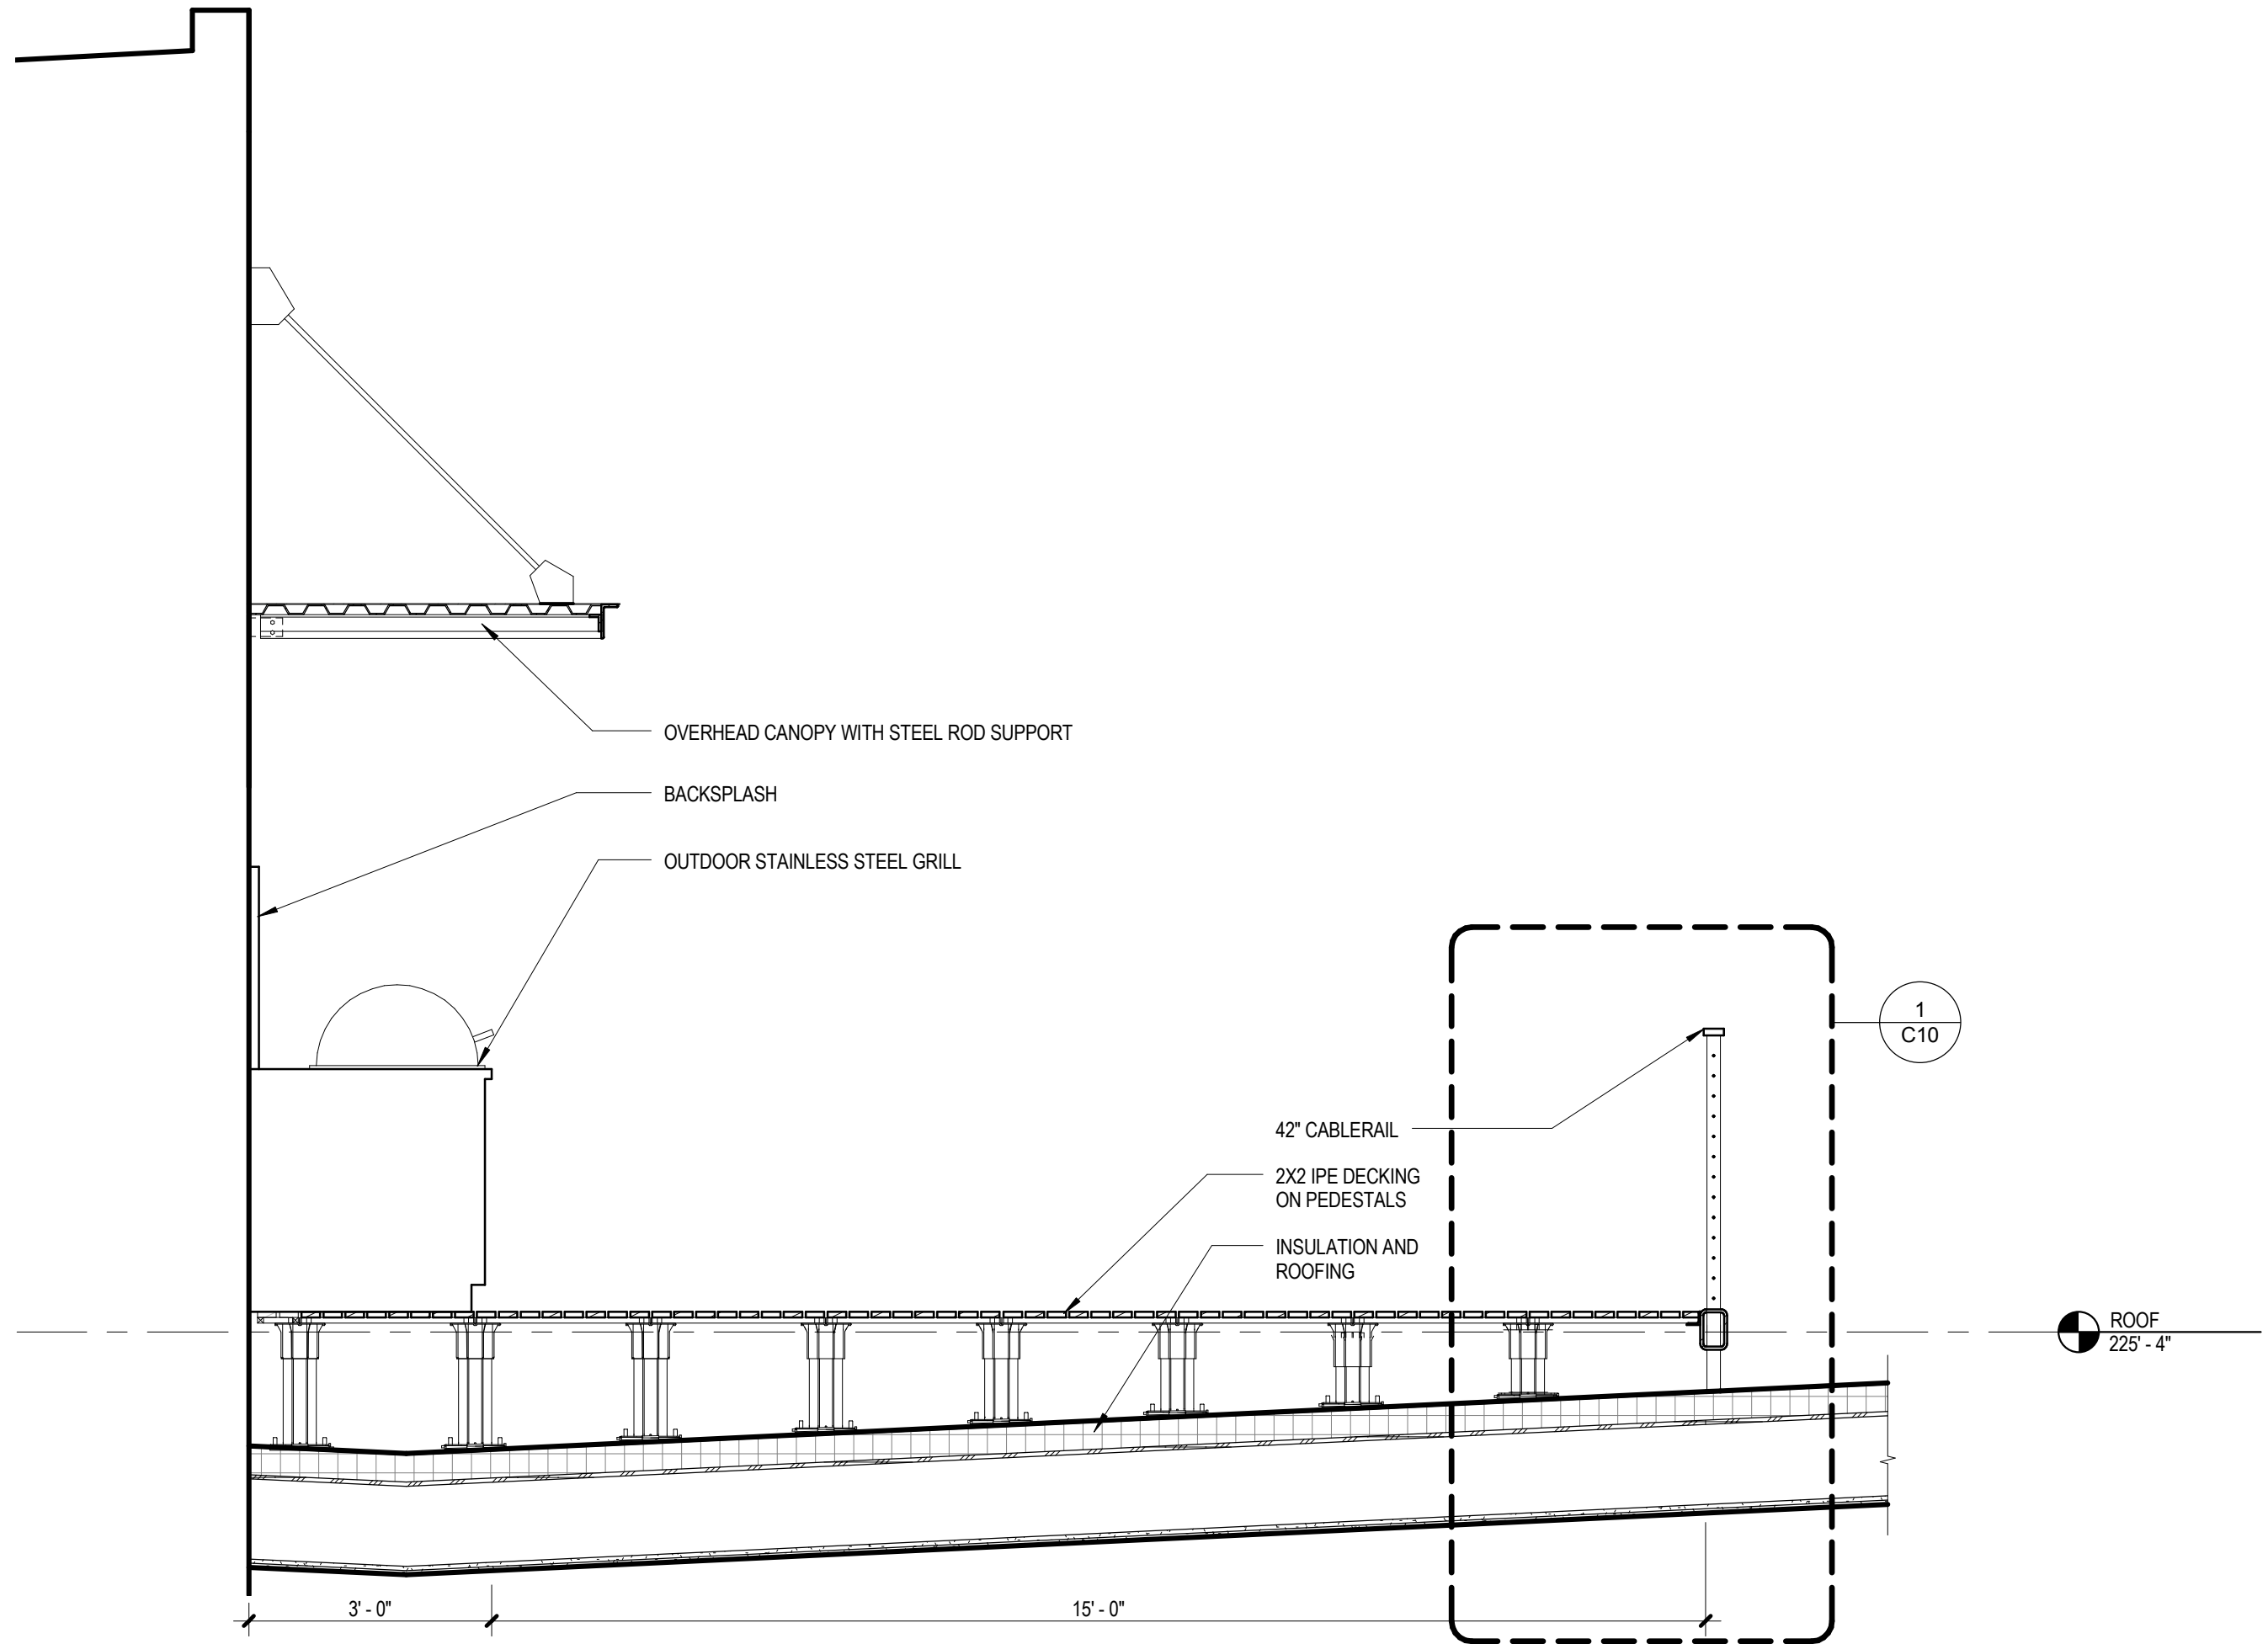 OVERHEAD CANOPY WITH STEEL ROD SUPPORT
BACKSPLASH
OUTDOOR STAINLESS STEEL GRILL
1
C10
42" CABLERAIL
2X2 IPE DECKING
ON PEDESTALS
INSULATION AND
ROOFING
ROOF
225' - 4"
3' - 0"
15' - 0"